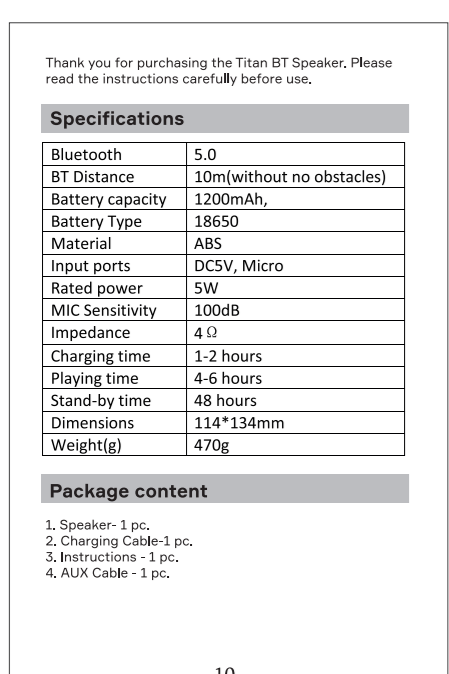 Thank you for purchasing the Titan BT Speaker. Please
read the instructions carefully before use.
Specifications
Bluetooth 5.0
BT Distance 10m(without no obstacles)
Battery capacity 1200mAh,
Battery Type 18650
Material ABS
Input ports DC5V, Micro
Rated power 5W
MIC Sensitivity 100dB
Impedance 4 Ω
Charging time 1-2 hours
Playing time 4-6 hours
Stand-by time 48 hours
Dimensions 114*134mm
Weight(g) 470g
Package content
1. Speaker- 1 pc.
2. Charging Cable-1 pc.
3. Instructions - 1 pc.
4. AUX Cable - 1 pc.
10